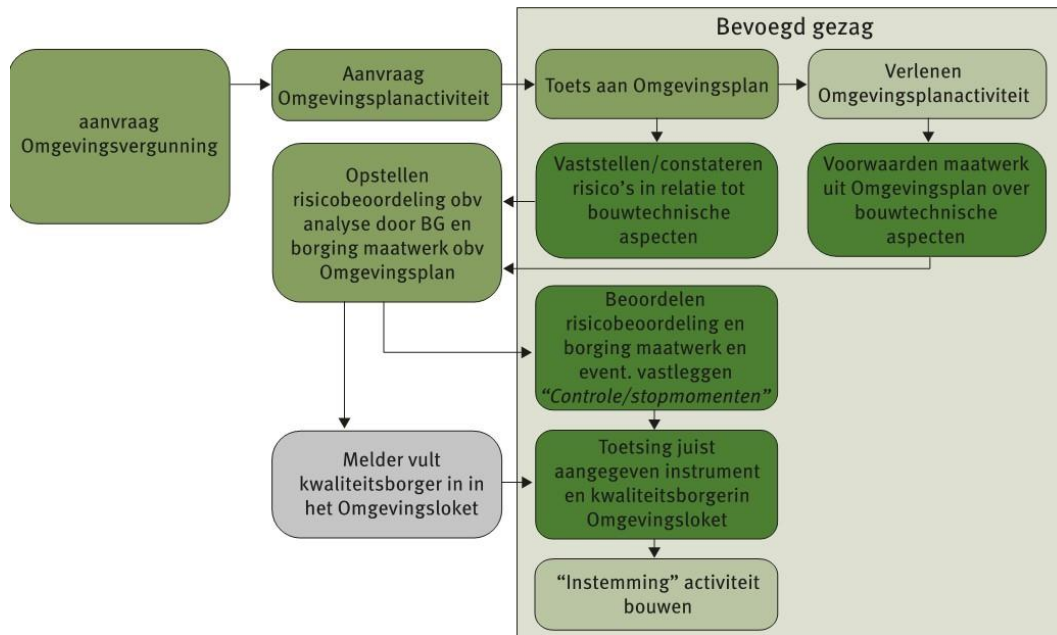 Bevoegd gezag
aanvraag
Omgevingsvergunning
Aanvraag
Omgevingsplanactiviteit
Toets aan Omgevingsplan
Verlenen
Omgevingsplanactiviteit
Opstellen
risicobeoordeling obv
analyse door BG en
borging maatwerk obv
Omgevingsplan
Vaststellen/constateren
risico's in relatie tot
bouwtechnische
aspecten
Voorwaarden maatwerk
uit Omgevingsplan over
bouwtechnische
aspecten
Beoordelen
risicobeoordeling en
borging maatwerk en
event. vastleggen
“Controle/stopmomenten”
Melder vult
kwaliteitsborger in in
het Omgevingsloket
Toetsing juist
aangegeven instrument
en kwaliteitsborgerin
Omgevingsloket
“Instemming” activiteit
bouwen